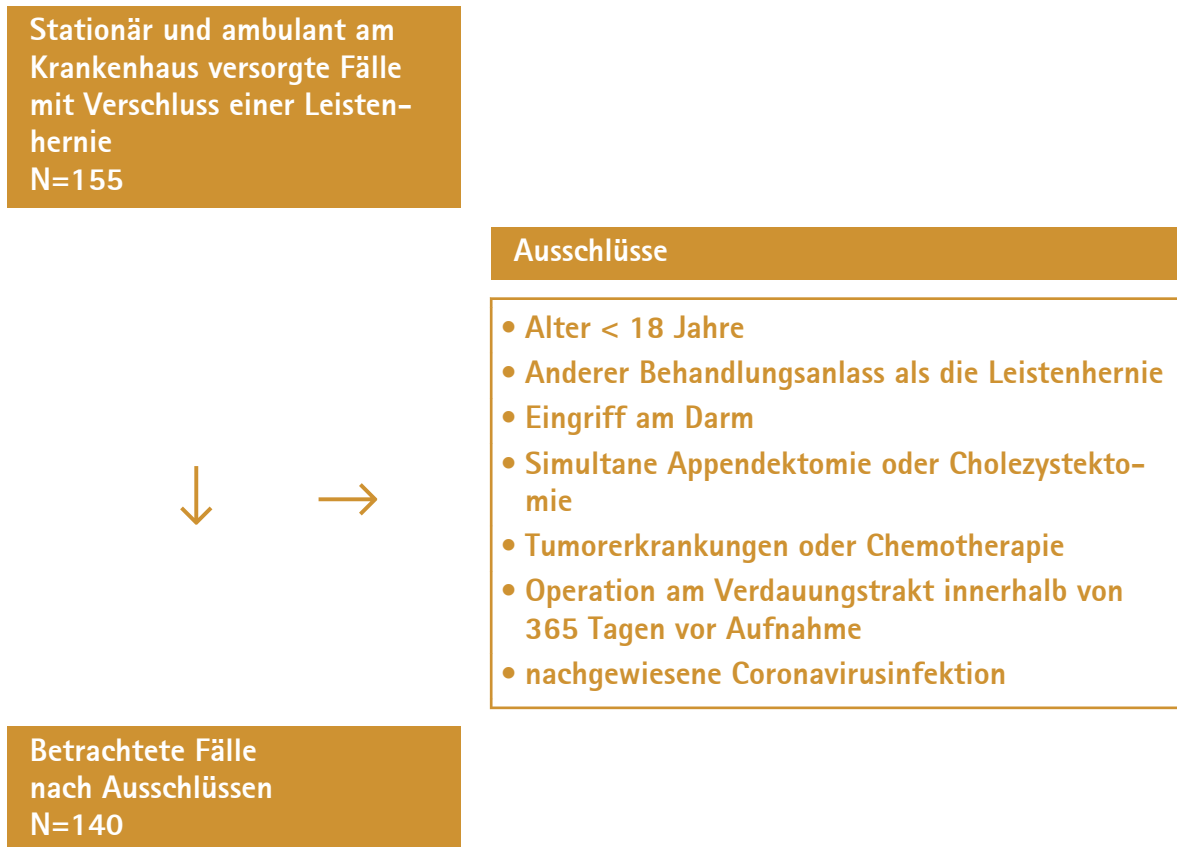 Stationär und ambulant am
Krankenhaus versorgte Fälle
mit Verschluss einer Leisten-
hernie
N=155
Ausschlüsse
• Alter < 18 Jahre
• Anderer Behandlungsanlass als die Leistenhernie
• Eingriff am Darm
• Simultane Appendektomie oder Cholezystekto-
mie
• Tumorerkrankungen oder Chemotherapie
• Operation am Verdauungstrakt innerhalb von
365 Tagen vor Aufnahme
• nachgewiesene Coronavirusinfektion
Betrachtete Fälle
nach Ausschlüssen
N=140